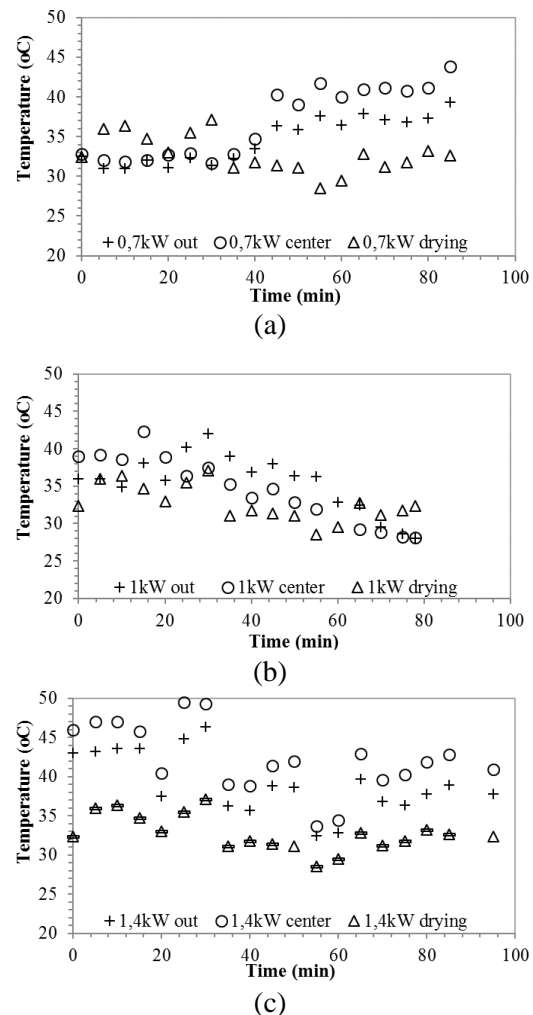 Temperature (oC)
50
45
40
35
30
25
20
0,7kW out 0,7kW center 0,7kW drying
0 20 40 60 80 100
Time (min)
(a)
Temperature (oC)
50
45
40
35
30
25
20
1kW out 1kW center 1kW drying
0 20 40 60 80 100
Time (min)
(b)
Temperature (oC)
50
45
40
35
30
25
20
1,4kW out 1,4kW center 1,4kW drying
0 20 40 60 80 100
Time (min)
(c)